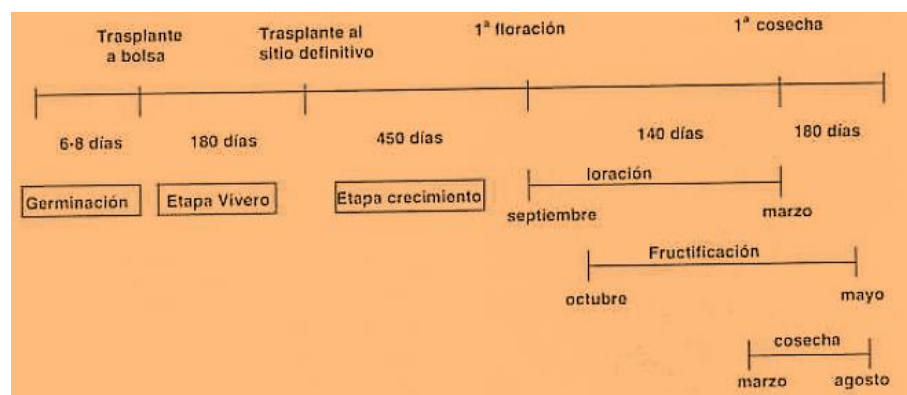 Trasplante
a bolsa
Trasplante al
sitio definitivo
1ª floración
1ª cosecha
6-8 días
180 días
450 días
140 días
180 días
Germinación
Etapa Vivero
Etapa crecimiento
loración
septiembre
marzo
Fructificación
octubre
mayo
cosecha
marzo
agosto